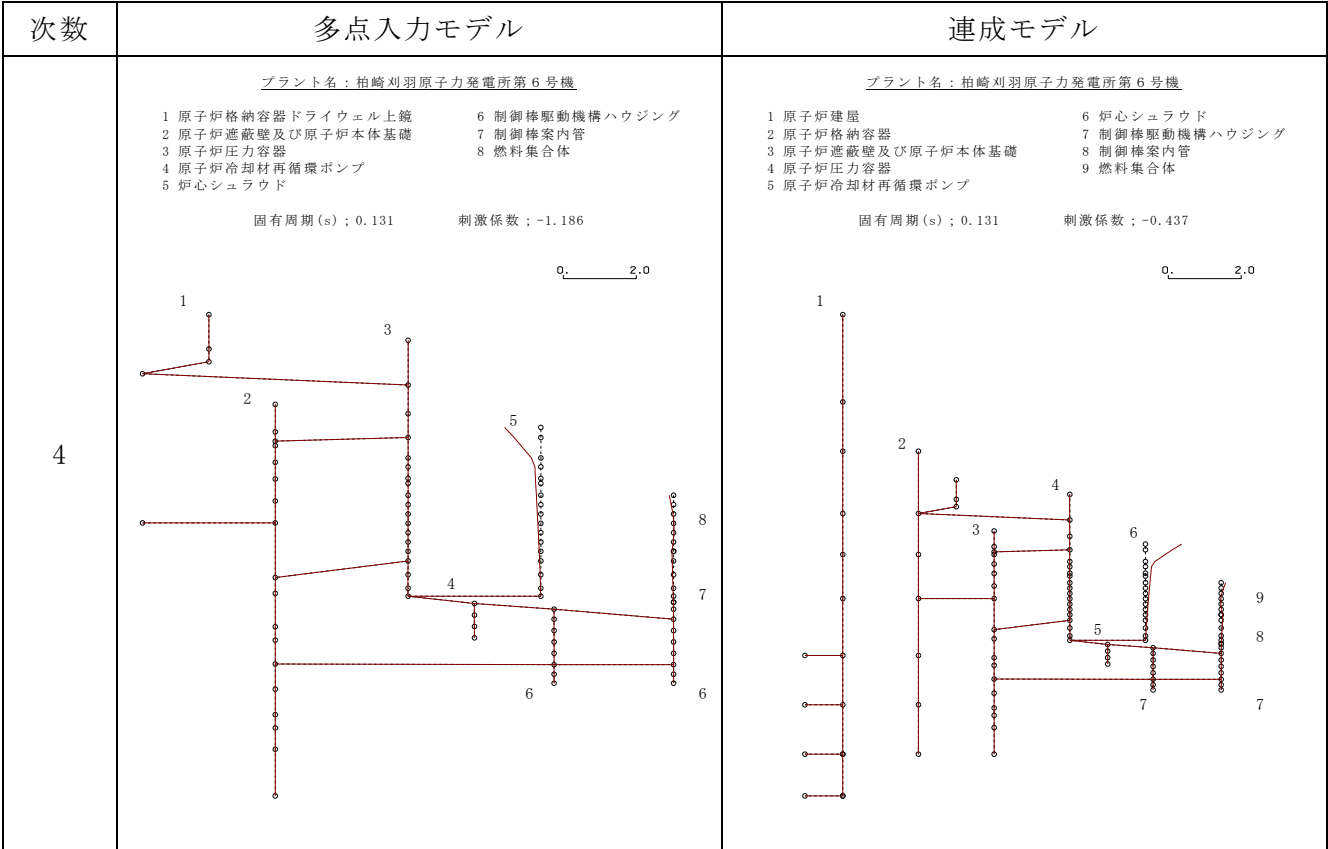 次数 多点入力モデル 連成モデル
4
プラント名：柏崎刈羽原子力発電所第６号機
1 原子炉格納容器ドライウェル上鏡 6 制御棒駆動機構ハウジング
2 原子炉遮蔽壁及び原子炉本体基礎 7 制御棒案内管
3 原子炉圧力容器 8 燃料集合体
4 原子炉冷却材再循環ポンプ
5 炉心シュラウド
固有周期(s)；0.131 刺激係数；-1.186
0. 2.0
1
3
2
5
8
4
7
6 6
プラント名：柏崎刈羽原子力発電所第６号機
1 原子炉建屋 6 炉心シュラウド
2 原子炉格納容器 7 制御棒駆動機構ハウジング
3 原子炉遮蔽壁及び原子炉本体基礎 8 制御棒案内管
4 原子炉圧力容器 9 燃料集合体
5 原子炉冷却材再循環ポンプ
固有周期(s)；0.131 刺激係数；-0.437
0. 2.0
1
2
4
3 6
9
5 8
7 7